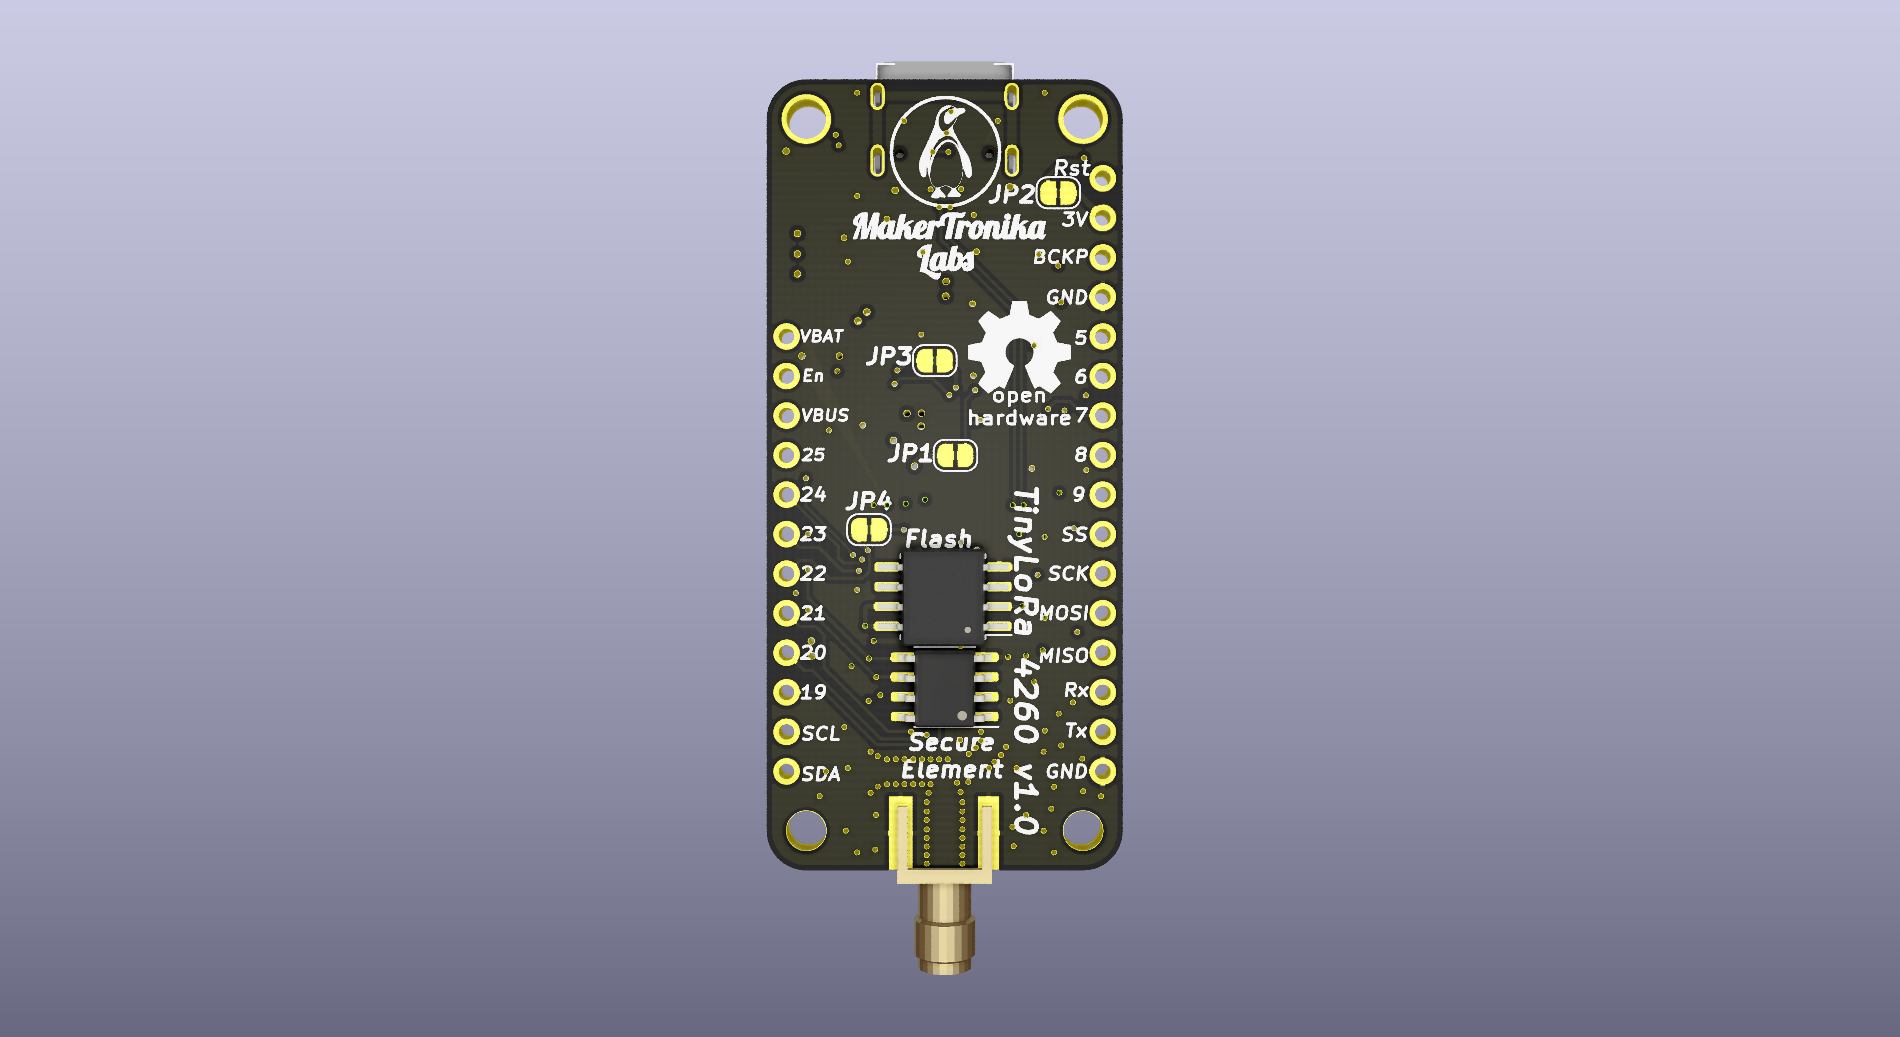 Rst
JP2
3V
MakerTronika
Labs
BCKP
GND
VBAT
5
JP3
En
6
open
hardware
VBUS
7
JP1
25
8
24
JP4
9
23
Flash
SS
22
SCK
21
MOSI
20
MISO
19
Rx
SCL
Tx
Secure
Element
SDA
GND
TinyLoRa 4260 v1.0